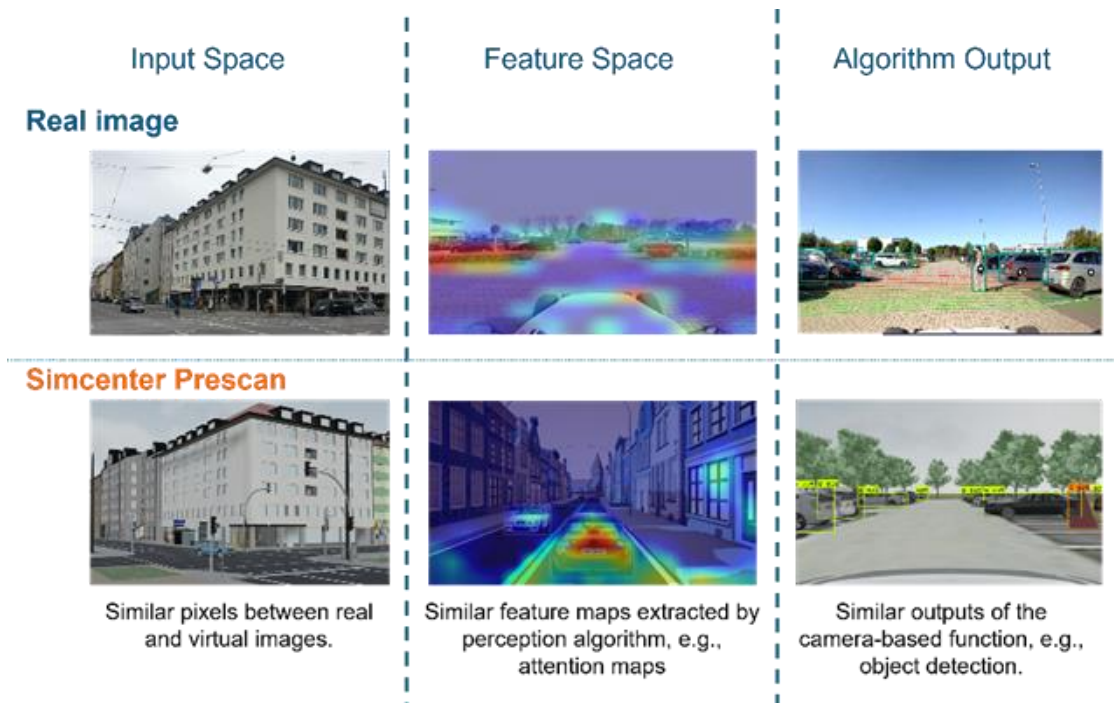 Input Space
Feature Space
Algorithm Output
Real image
Simcenter Prescan
Similar pixels between real
and virtual images.
Similar feature maps extracted by
perception algorithm, e.g.,
attention maps
Similar outputs of the
camera-based function, e.g.,
object detection.